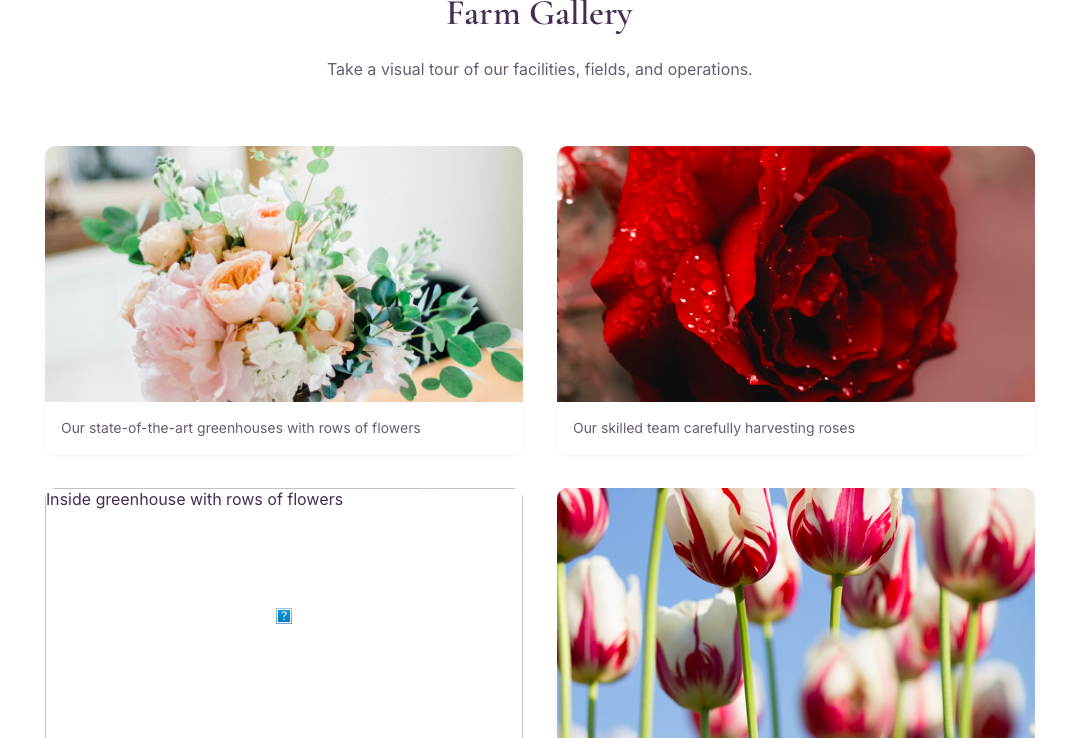 Farm Gallery
Take a visual tour of our facilities, fields, and operations.
Our state-of-the-art greenhouses with rows of flowers
Our skilled team carefully harvesting roses
Inside greenhouse with rows of flowers
?